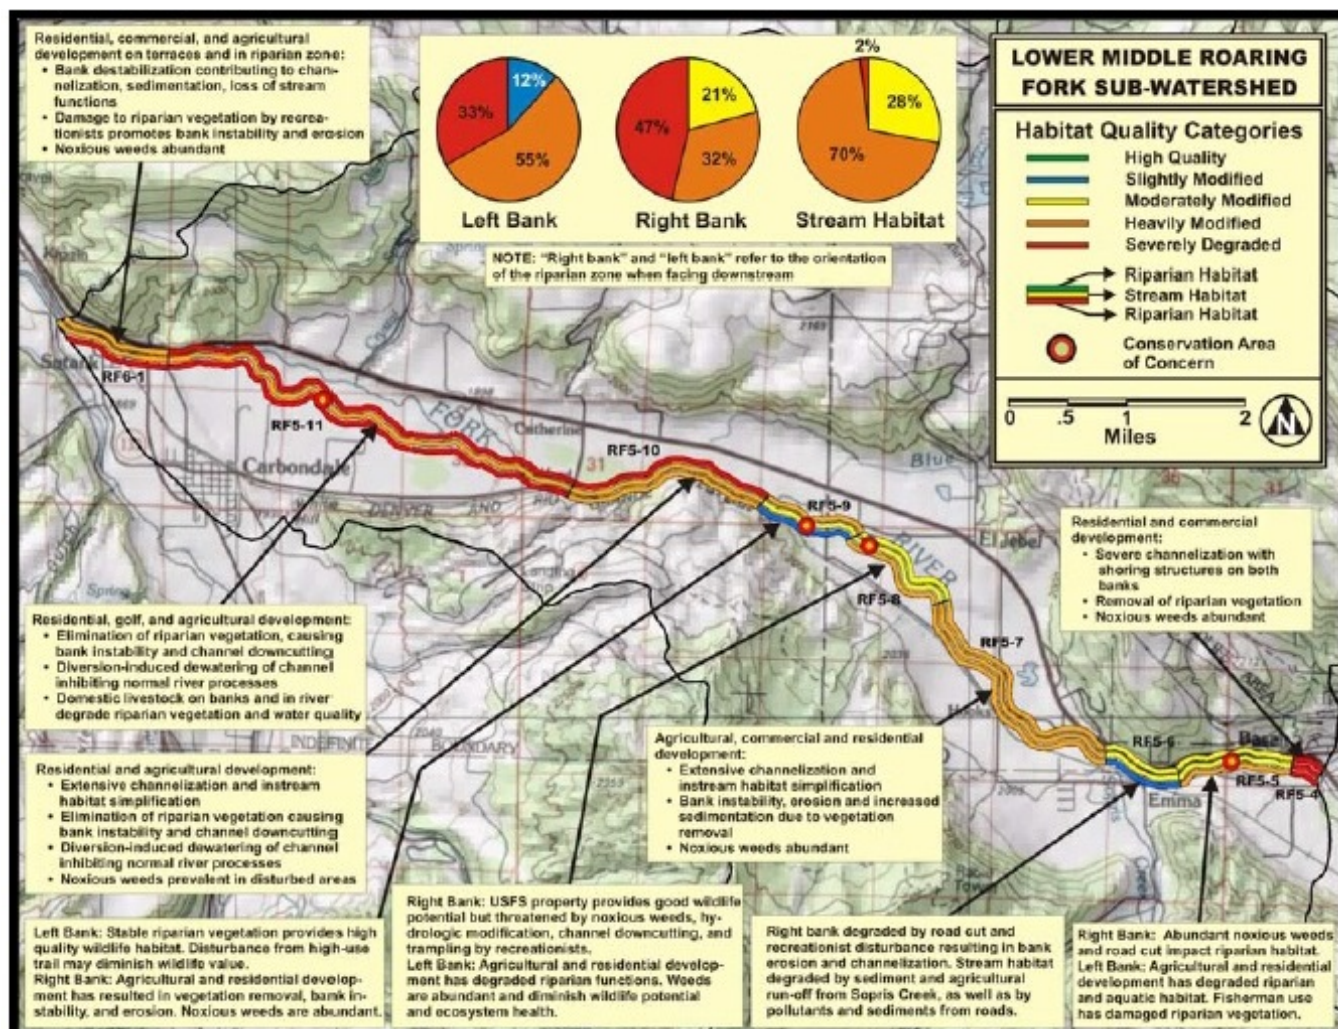 Residential, commercial, and agricultural
development on terraces and in riparian zone:
• Bank destabilization contributing to chan-
nelization, sedimentation, loss of stream
functions
• Damage to riparian vegetation by recrea-
tionists promotes bank instability and erosion
• Noxious weeds abundant
12%
33%
55%
Left Bank
21%
47%
32%
Right Bank
2%
28%
70%
Stream Habitat
NOTE: "Right bank" and "left bank" refer to the orientation
of the riparian zone when facing downstream
LOWER MIDDLE ROARING
FORK SUB-WATERSHED
Habitat Quality Categories
High Quality
Slightly Modified
Moderately Modified
Heavily Modified
Severely Degraded
Riparian Habitat
Stream Habitat
Riparian Habitat
Conservation Area
of Concern
0 .5 1 2
Miles
N
Satank
RF6-1
RF5-11
Carbondale
FORK
Catherine
RF5-10
31
DENVER AND RIO
Blue
36
31
RF5-9
RIVER
El Jebel
RF5-8
RF5-7
Hooks
RF5-6
Basalt
RF5-5
RF5-4
Emma
INDEFINITE BOUNDARY
Spring
AREA
Residential and commercial
development:
• Severe channelization with
shoring structures on both
banks
• Removal of riparian vegetation
• Noxious weeds abundant
Residential, golf, and agricultural development:
• Elimination of riparian vegetation, causing
bank instability and channel downcutting
• Diversion-induced dewatering of channel
inhibiting normal river processes
• Domestic livestock on banks and in river
degrade riparian vegetation and water quality
Residential and agricultural development:
• Extensive channelization and instream
habitat simplification
• Elimination of riparian vegetation causing
bank instability and channel downcutting
• Diversion-induced dewatering of channel
inhibiting normal river processes
• Noxious weeds prevalent in disturbed areas
Agricultural, commercial and residential
development:
• Extensive channelization and
instream habitat simplification
• Bank instability, erosion and increased
sedimentation due to vegetation
removal
• Noxious weeds abundant
Left Bank: Stable riparian vegetation provides high
quality wildlife habitat. Disturbance from high-use
trail may diminish wildlife value.
Right Bank: Agricultural and residential develop-
ment has resulted in vegetation removal, bank in-
stability, and erosion. Noxious weeds are abundant.
Right Bank: USFS property provides good wildlife
potential but threatened by noxious weeds, hy-
drologic modification, channel downcutting, and
trampling by recreationists.
Left Bank: Agricultural and residential develop-
ment has degraded riparian functions. Weeds
are abundant and diminish wildlife potential
and ecosystem health.
Right bank degraded by road cut and
recreationist disturbance resulting in bank
erosion and channelization. Stream habitat
degraded by sediment and agricultural
run-off from Sopris Creek, as well as by
pollutants and sediments from roads.
Right Bank: Abundant noxious weeds
and road cut impact riparian habitat.
Left Bank: Agricultural and residential
development has degraded riparian
and aquatic habitat. Fisherman use
has damaged riparian vegetation.